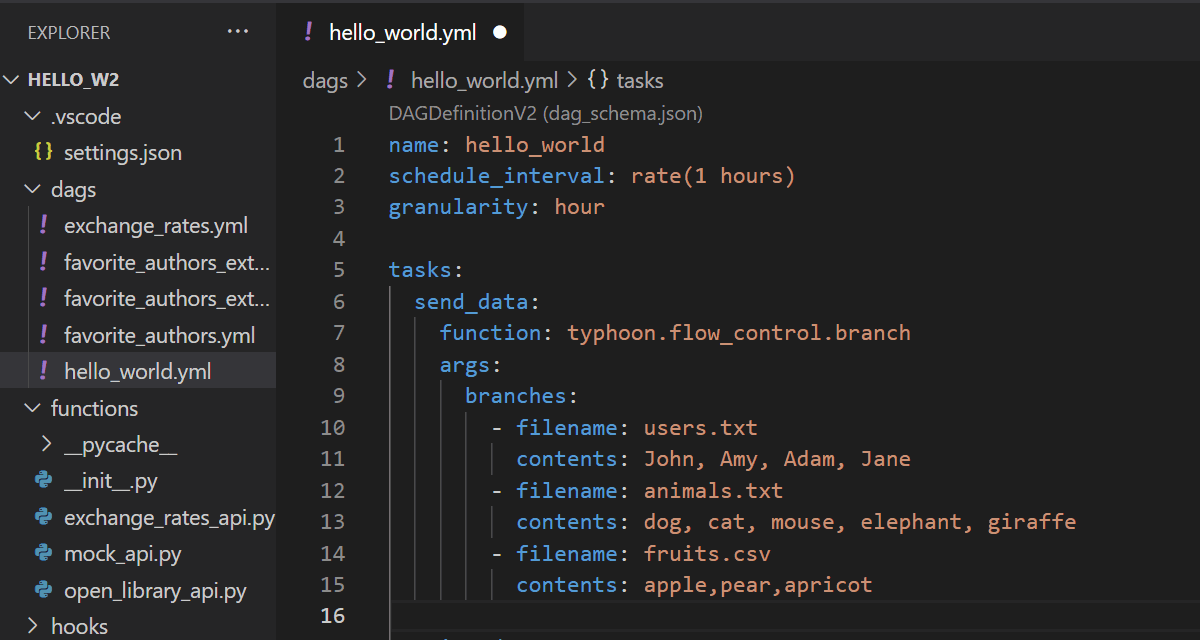 EXPLORER ···
HELLO_W2
.vscode
{} settings.json
dags
! exchange_rates.yml
! favorite_authors_ext...
! favorite_authors_ext...
! favorite_authors.yml
! hello_world.yml
functions
__pycache__
__init__.py
exchange_rates_api.py
mock_api.py
open_library_api.py
hooks
! hello_world.yml ●
dags > ! hello_world.yml > {} tasks
DAGDefinitionV2 (dag_schema.json)
1 name: hello_world
2 schedule_interval: rate(1 hours)
3 granularity: hour
4
5 tasks:
6 send_data:
7 function: typhoon.flow_control.branch
8 args:
9 branches:
10 - filename: users.txt
11 contents: John, Amy, Adam, Jane
12 - filename: animals.txt
13 contents: dog, cat, mouse, elephant, giraffe
14 - filename: fruits.csv
15 contents: apple,pear,apricot
16